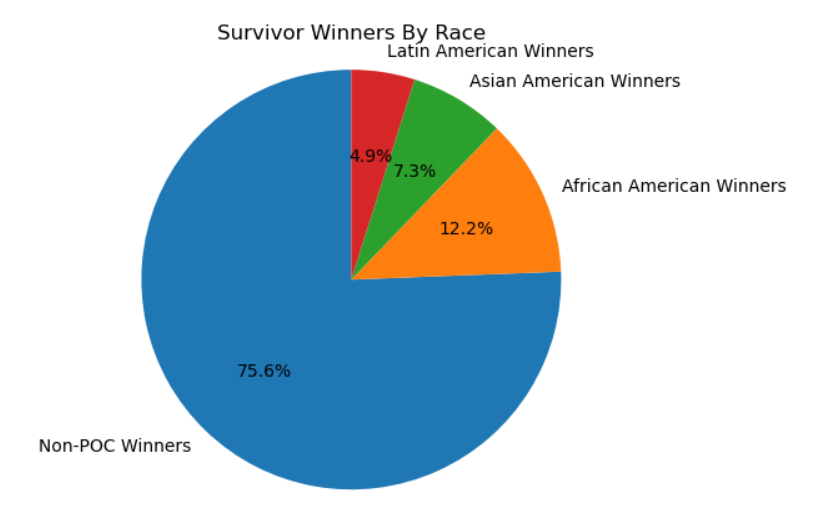 Survivor Winners By Race
Latin American Winners
Asian American Winners
4.9%
7.3%
African American Winners
12.2%
75.6%
Non-POC Winners